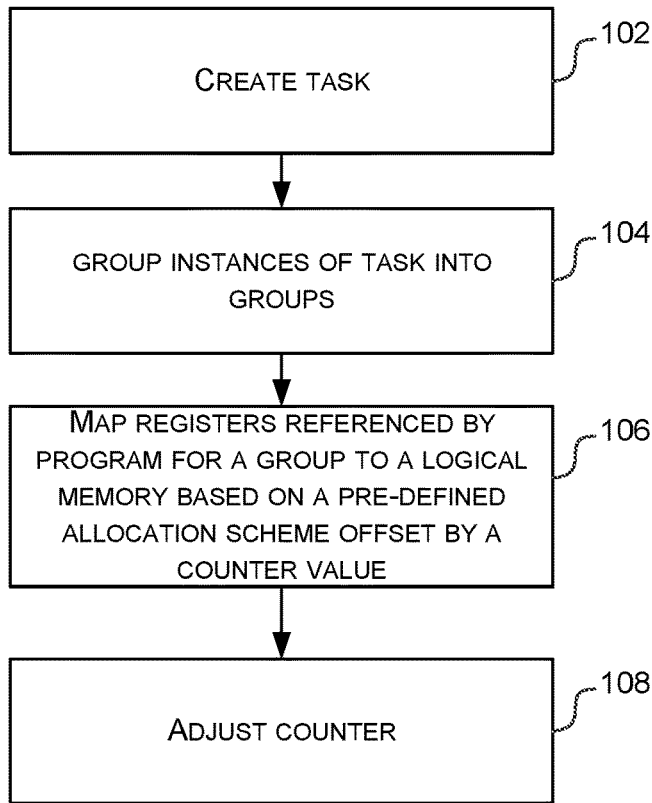 CREATE TASK
102
GROUP INSTANCES OF TASK INTO
GROUPS
104
MAP REGISTERS REFERENCED BY
PROGRAM FOR A GROUP TO A LOGICAL
MEMORY BASED ON A PRE-DEFINED
ALLOCATION SCHEME OFFSET BY A
COUNTER VALUE
106
ADJUST COUNTER
108